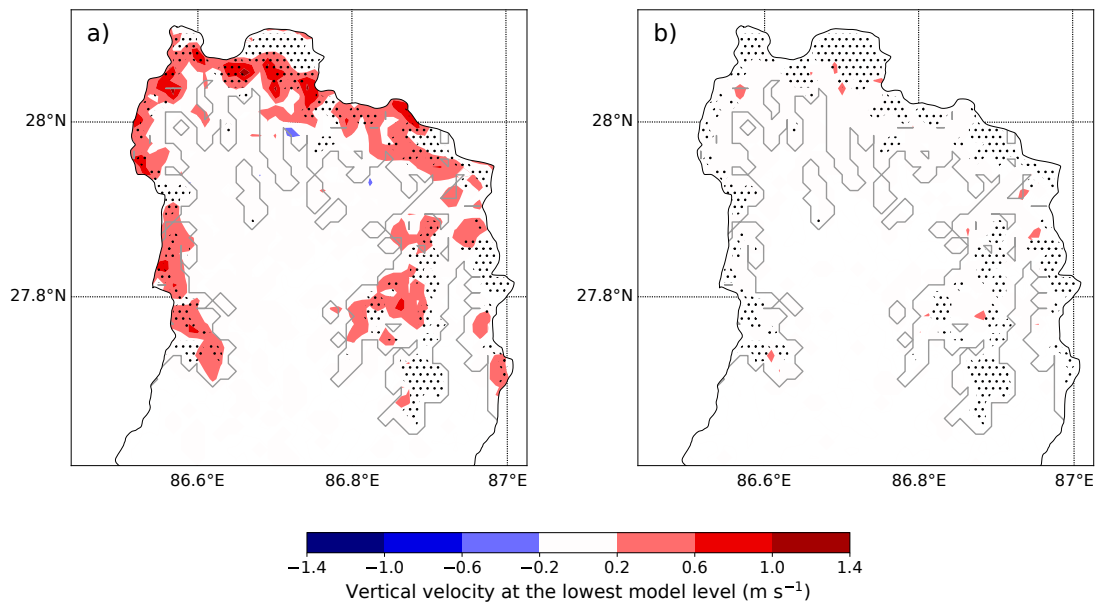 a)
b)
28°N
27.8°N
86.6°E
86.8°E
87°E
28°N
27.8°N
86.6°E
86.8°E
87°E
−1.4
−1.0
−0.6
−0.2
0.2
0.6
1.0
1.4
Vertical velocity at the lowest model level (m s⁻¹)